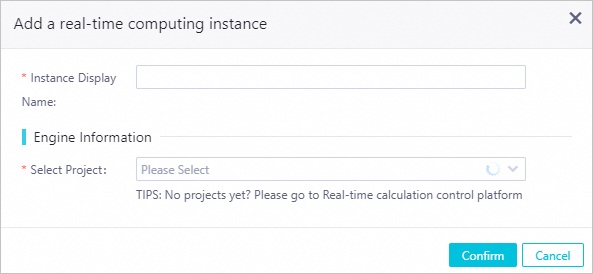 Add a real-time computing instance
* Instance Display
Name:
Engine Information
* Select Project:
Please Select
TIPS: No projects yet? Please go to Real-time calculation control platform
Confirm
Cancel